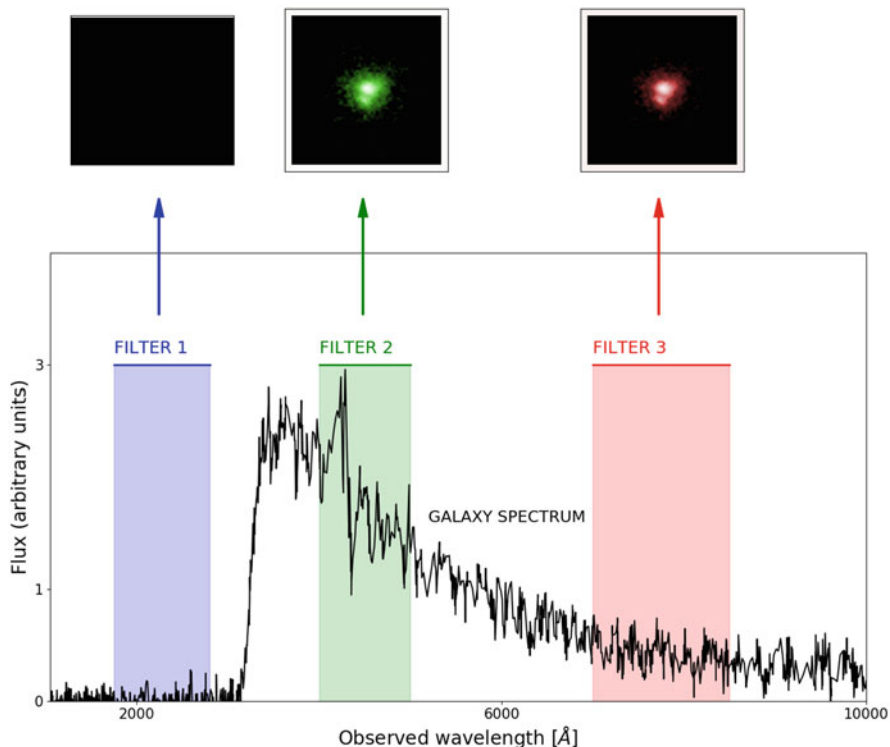 FILTER 1
FILTER 2
FILTER 3
3
GALAXY SPECTRUM
1
0
2000
6000
10000
Flux (arbitrary units)
Observed wavelength [Å]